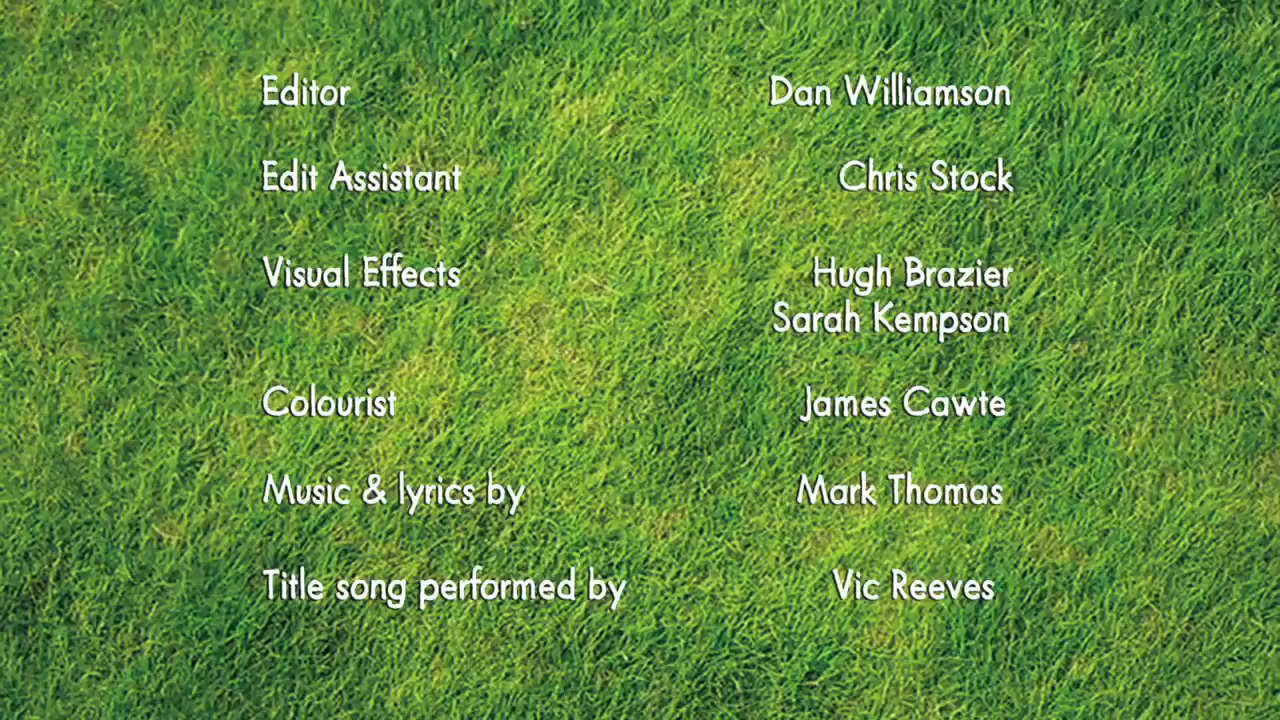 Editor Dan Williamson
Edit Assistant Chris Stock
Visual Effects Hugh Brazier
Sarah Kempson
Colourist James Cawte
Music & lyrics by Mark Thomas
Title song performed by Vic Reeves